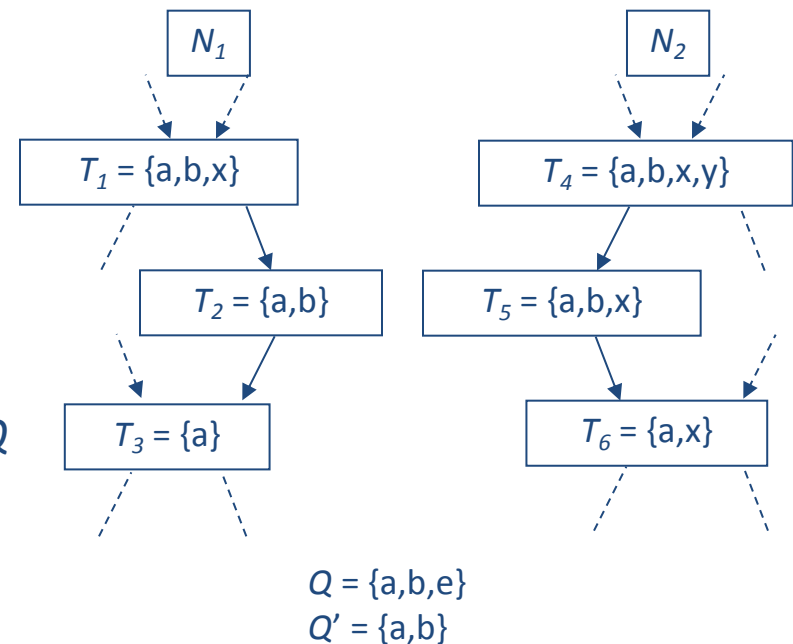 N₁ N₂
T₁ = {a,b,x} T₄ = {a,b,x,y}
T₂ = {a,b} T₅ = {a,b,x}
Q T₃ = {a} T₆ = {a,x}
Q = {a,b,e}
Q’ = {a,b}